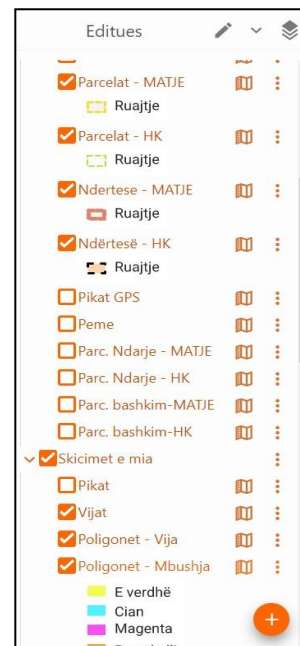 Editues
Parcelat - MATJE
Ruajtje
Parcelat - HK
Ruajtje
Ndertese - MATJE
Ruajtje
Ndërtesë - HK
Ruajtje
Pikat GPS
Peme
Parc. Ndarje - MATJE
Parc. Ndarje - HK
Parc. bashkim-MATJE
Parc. bashkim-HK
Skicimet e mia
Pikat
Vijat
Poligonet - Vija
Poligonet - Mbushja
E verdhë
Cian
Magenta